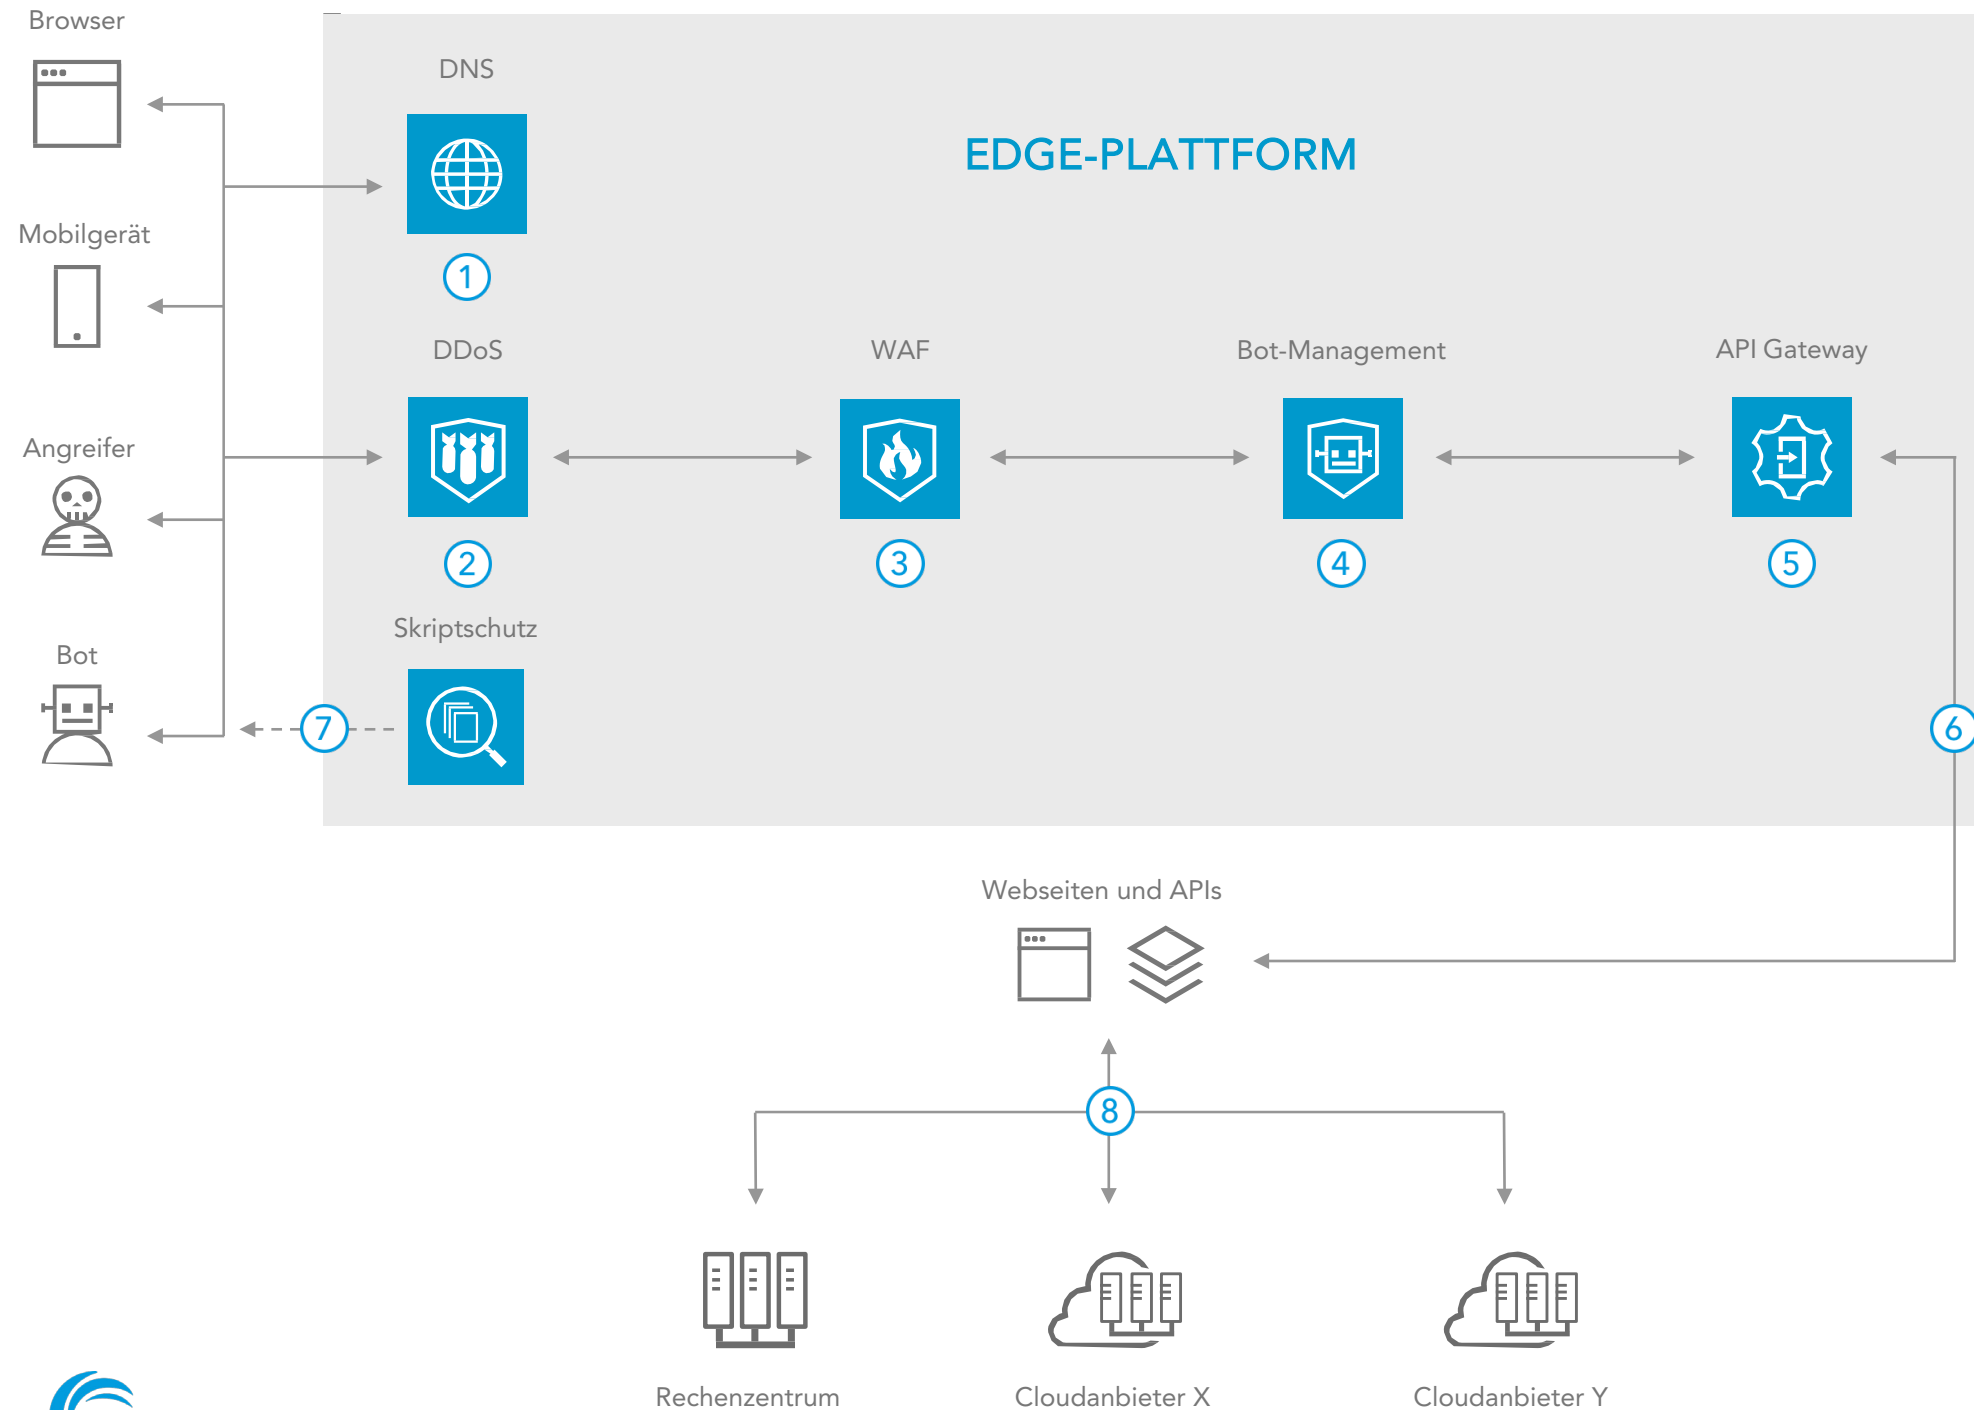 Browser
DNS
EDGE-PLATTFORM
Mobilgerät
1
DDoS
WAF
Bot-Management
API Gateway
Angreifer
2
3
4
5
Skriptschutz
Bot
7
6
Webseiten und APIs
8
Rechenzentrum
Cloudanbieter X
Cloudanbieter Y